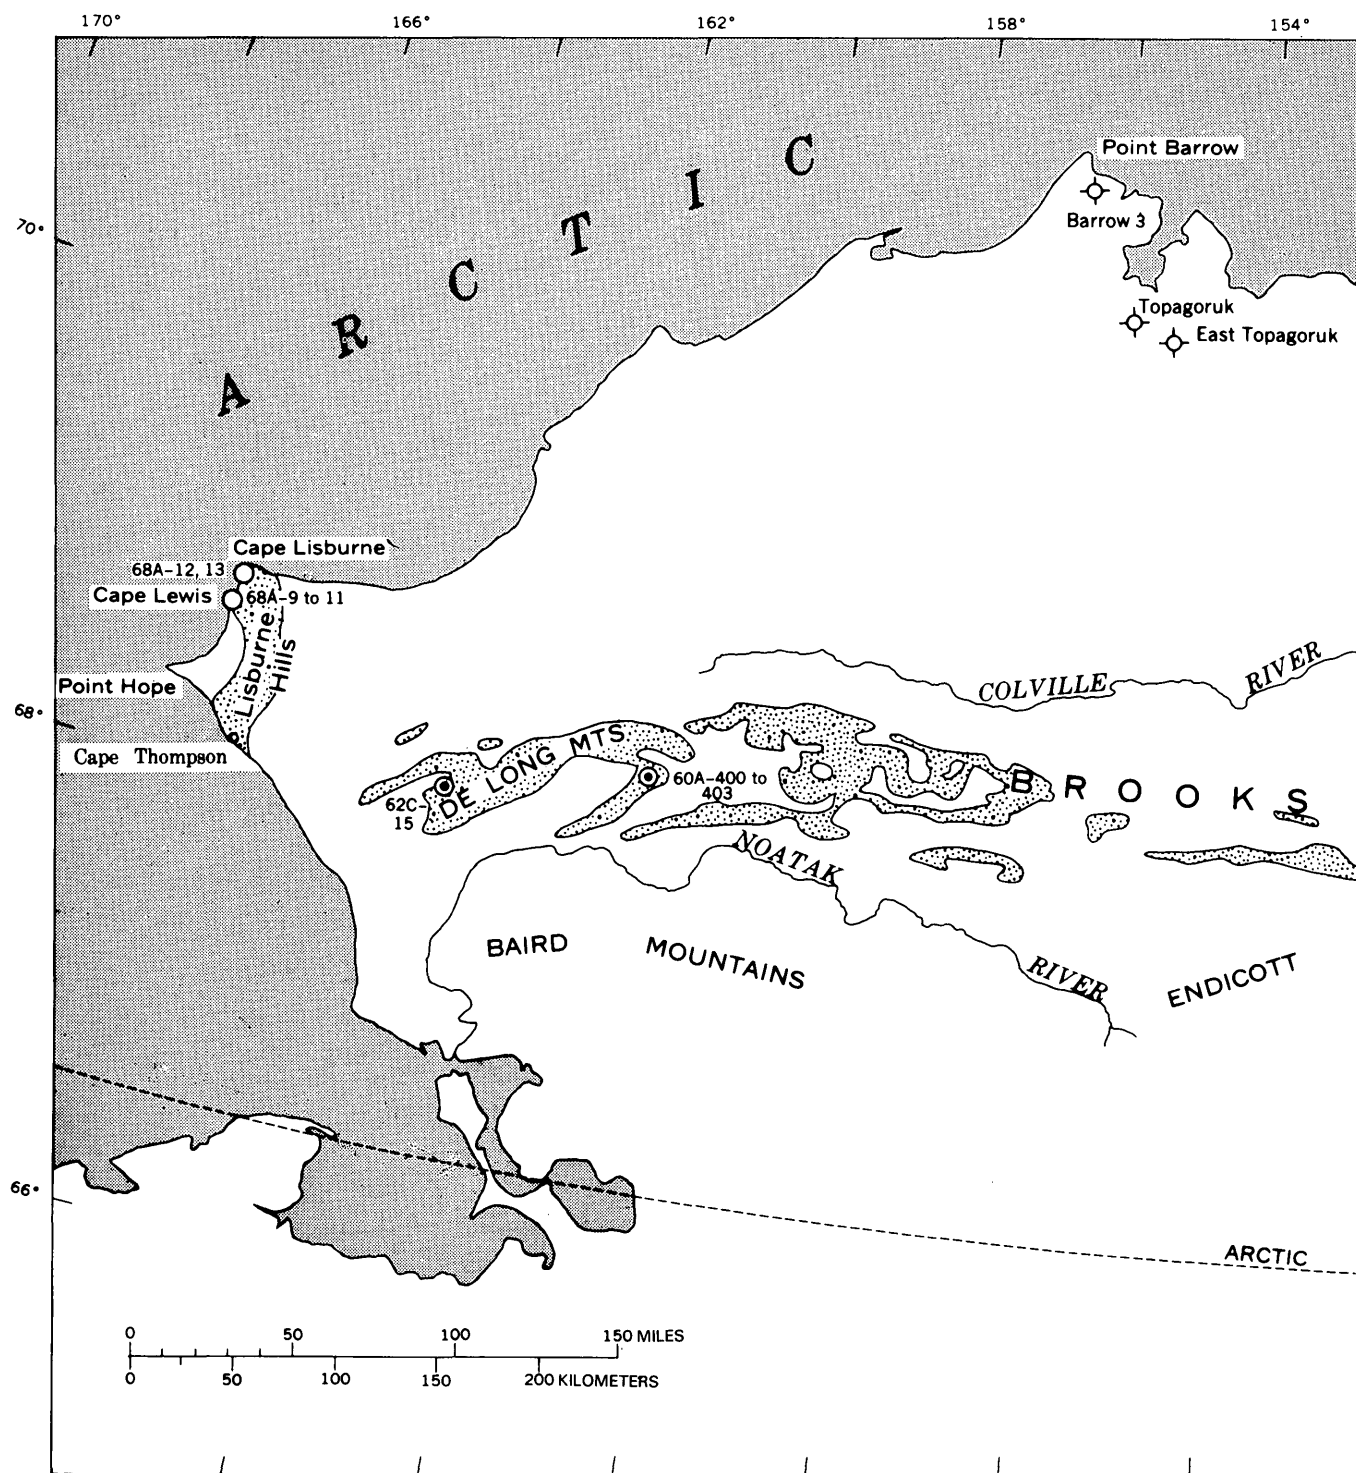 170° 166° 162° 158° 154°
Point Barrow
Barrow 3
70°
ARCTIC
Topagoruk
East Topagoruk
Cape Lisburne
68A-12, 13
Cape Lewis
68A-9 to 11
Lisburne
Hills
Point Hope
COLVILLE RIVER
68°
Cape Thompson
DE LONG MTS
62C-
15
60A-400 to
403
BROOKS
NOATAK
RIVER
BAIRD MOUNTAINS
ENDICOTT
66°
ARCTIC
0 50 100 150 MILES
0 50 100 150 200 KILOMETERS